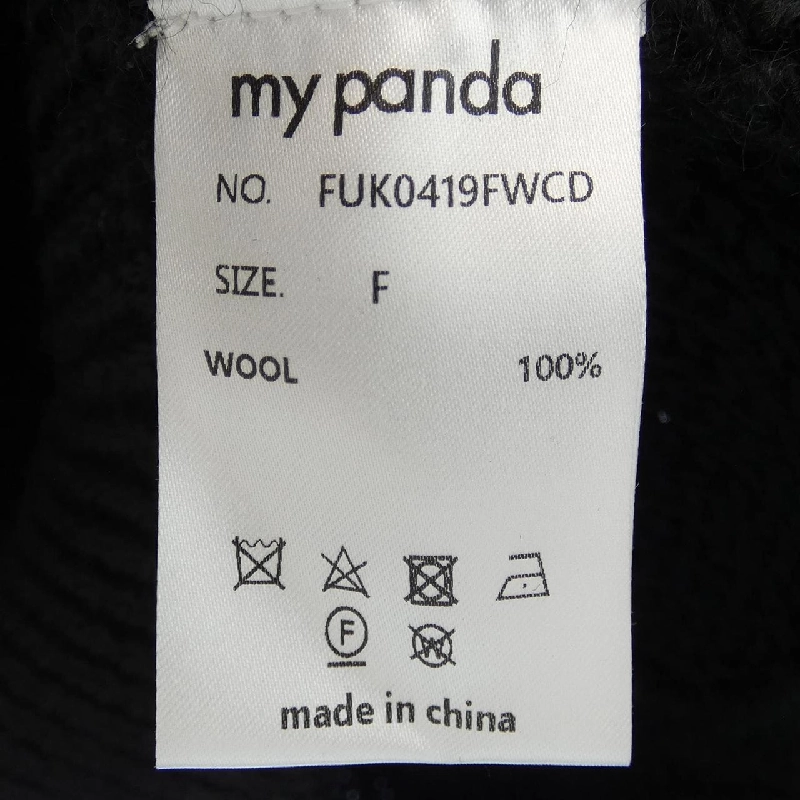 my panda
NO. FUK0419FWCD
SIZE. F
WOOL 100%
F W
made in china